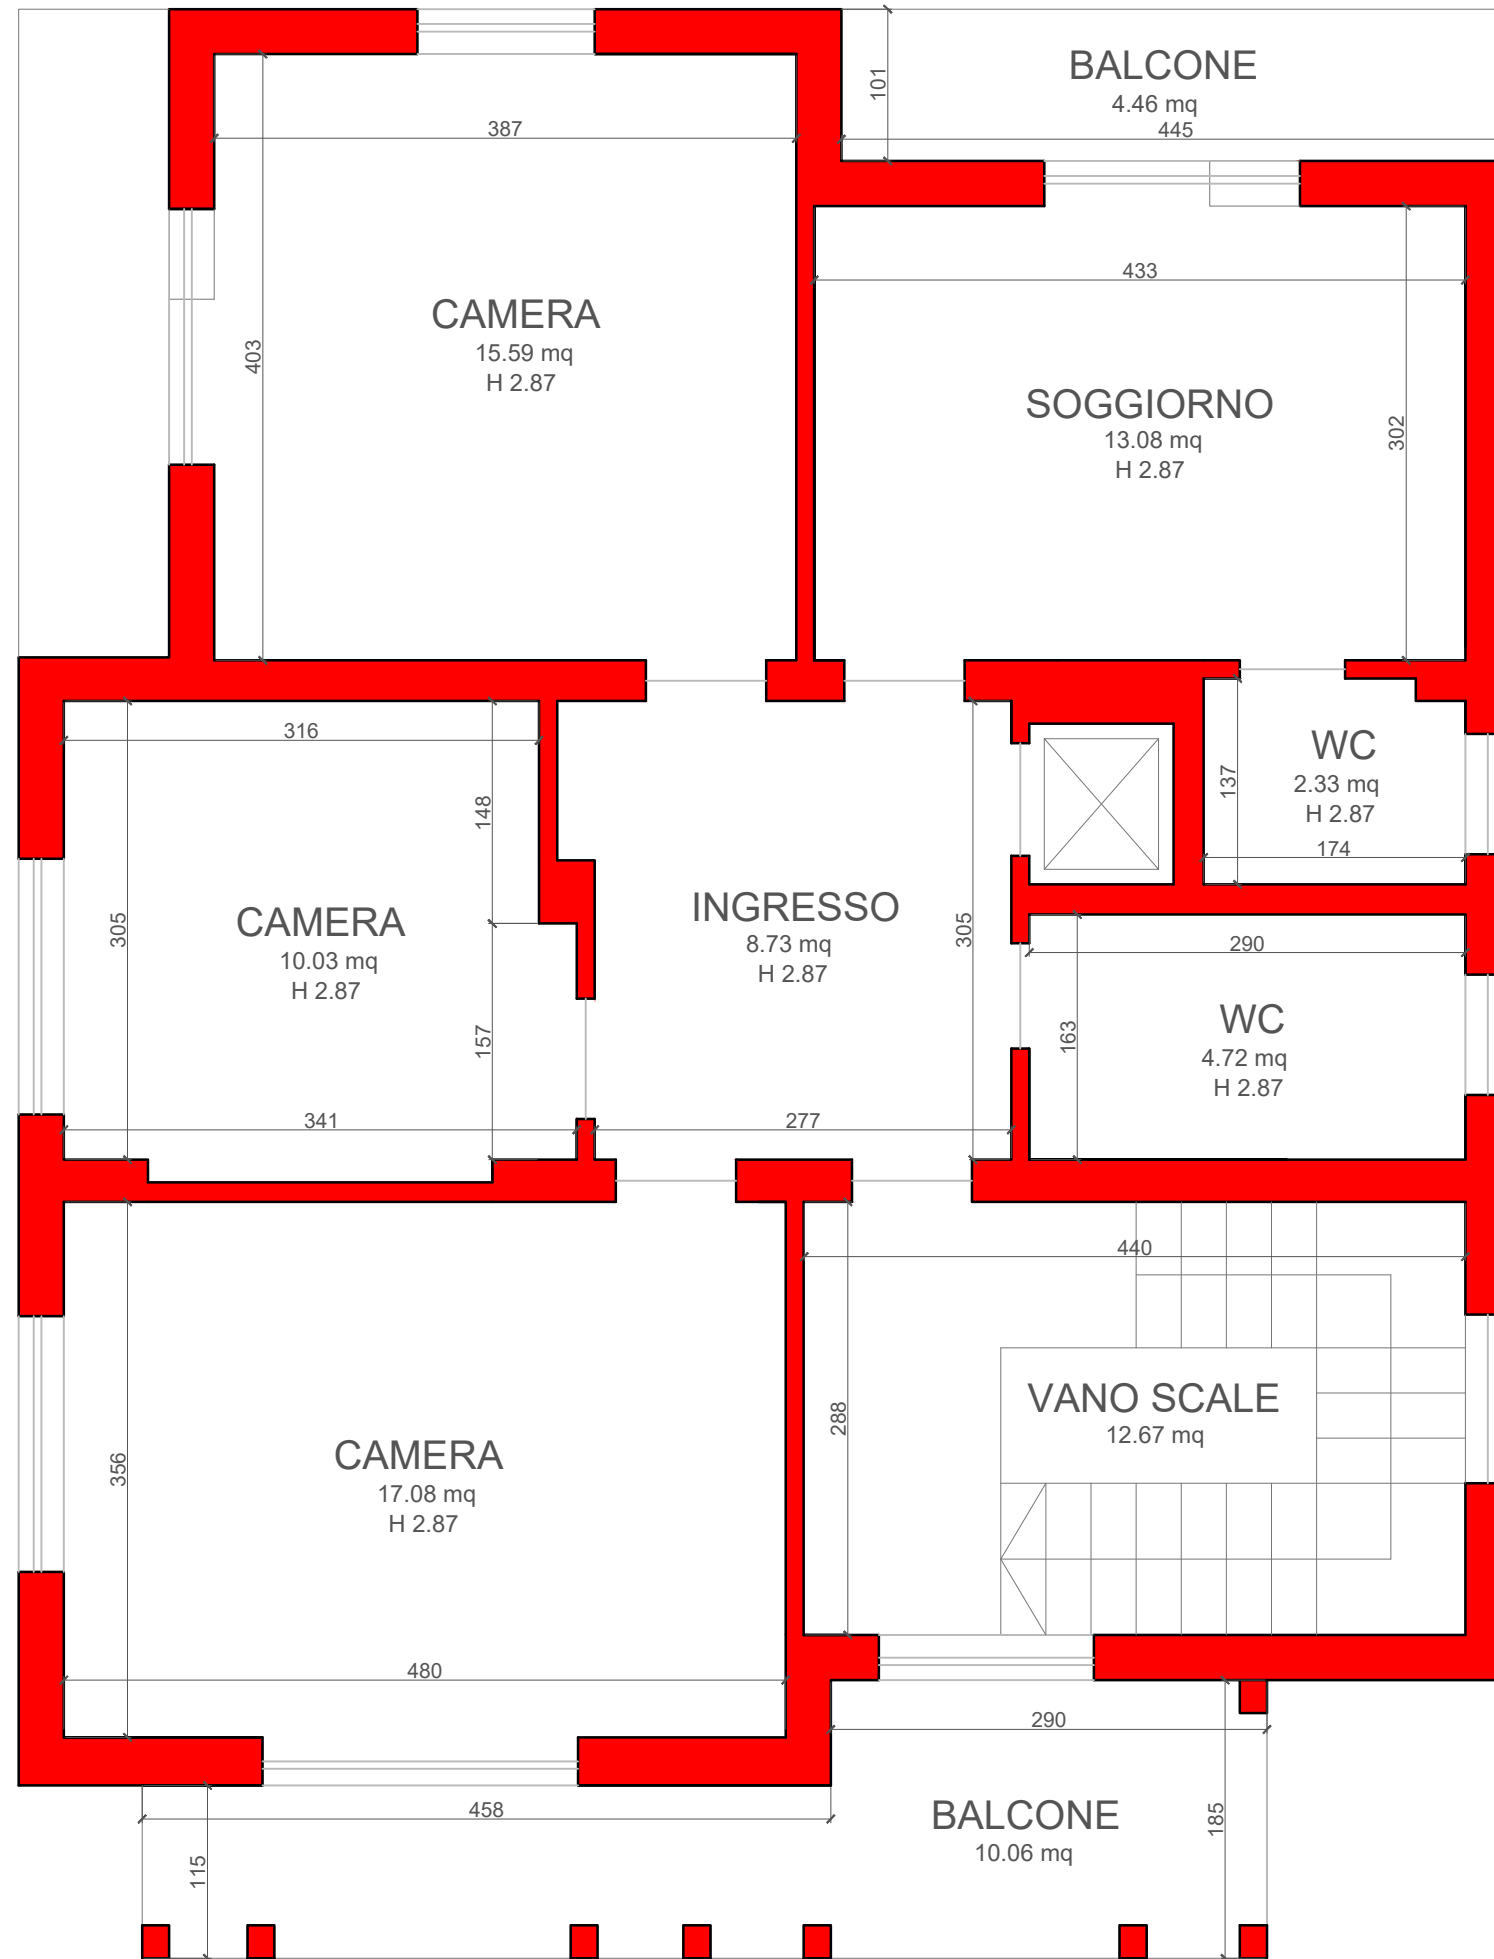 BALCONE
4.46 mq
445
101
387
403
CAMERA
15.59 mq
H 2.87
433
302
SOGGIORNO
13.08 mq
H 2.87
316
148
305
CAMERA
10.03 mq
H 2.87
157
341
INGRESSO
8.73 mq
H 2.87
305
277
WC
2.33 mq
H 2.87
137
174
290
163
WC
4.72 mq
H 2.87
440
288
VANO SCALE
12.67 mq
356
CAMERA
17.08 mq
H 2.87
480
290
458
BALCONE
10.06 mq
185
115